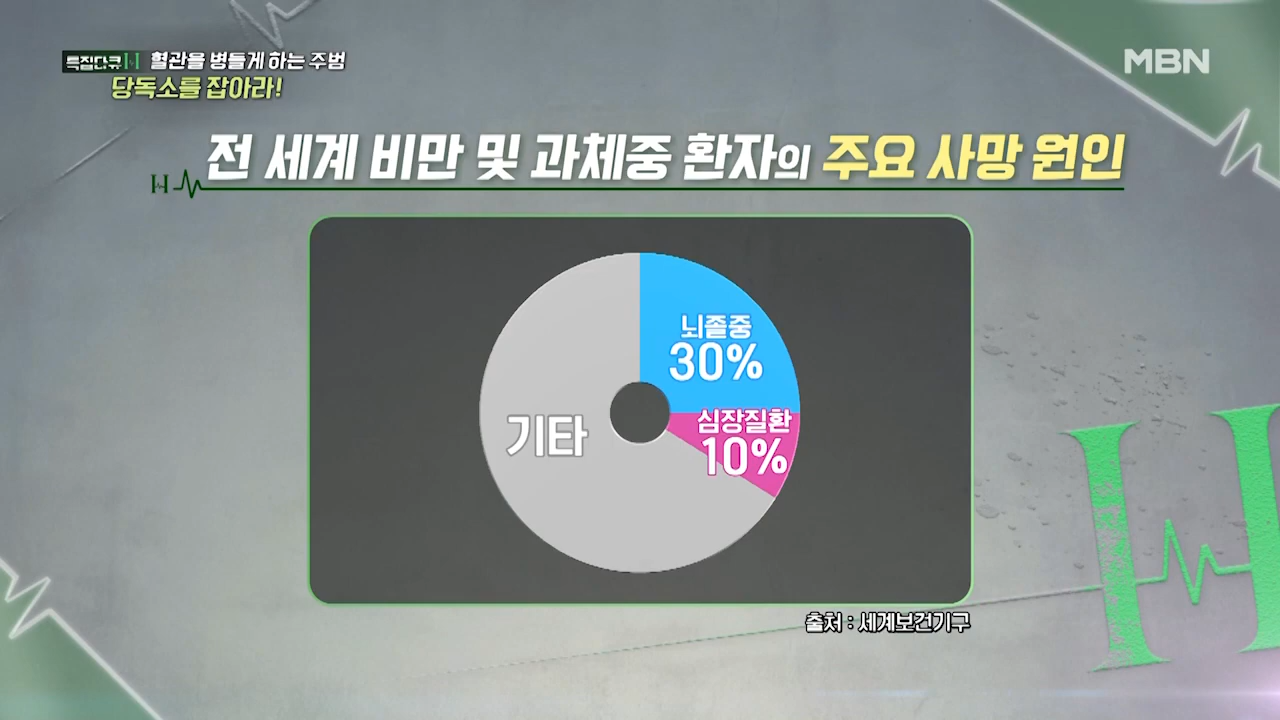 특집다큐 H 혈관을 병들게 하는 주범
MBN
당독소를 잡아라!
전 세계 비만 및 과체중 환자의 주요 사망 원인
뇌졸중
30%
심장질환
10%
기타
출처 : 세계보건기구